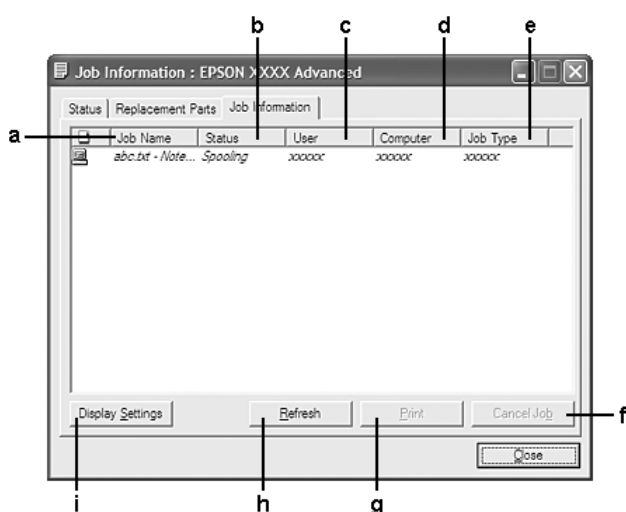 b c d e
Job Information : EPSON XXXX Advanced
Status Replacement Parts Job Information
a Job Name Status User Computer Job Type
abc.txt - Note... Spooling xxxxxx xxxxxx xxxxxx
Display Settings Refresh Print Cancel Job f
Close
i h g